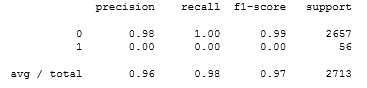 precision recall f1-score support
0 0.98 1.00 0.99 2657
1 0.00 0.00 0.00 56
avg / total 0.96 0.98 0.97 2713